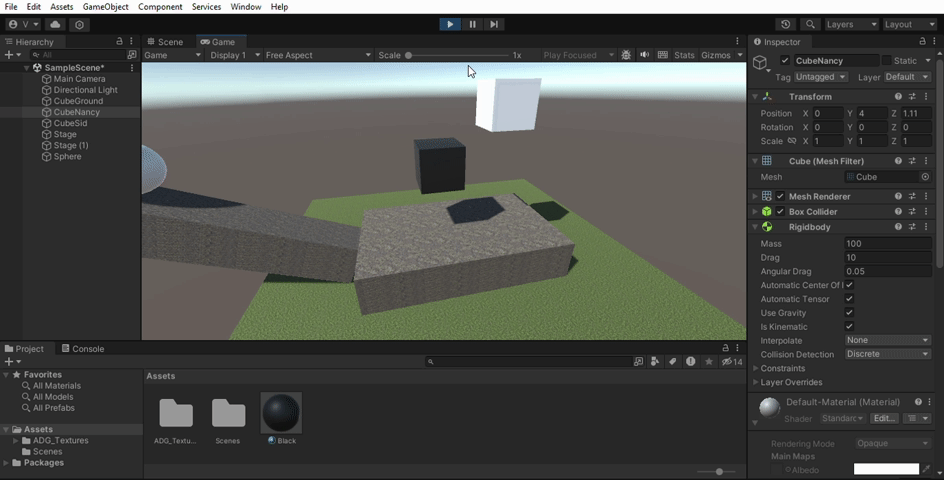 File Edit Assets GameObject Component Services Window Help
V Layers Layout
Hierarchy
All
SampleScene*
Main Camera
Directional Light
CubeGround
CubeNancy
CubeSid
Stage
Stage (1)
Sphere
Scene Game
Game Display 1 Free Aspect Scale 1x Play Focused Stats Gizmos
Inspector
CubeNancy Static
Tag Untagged Layer Default
Transform
Position X 0 Y 4 Z 1.11
Rotation X 0 Y 0 Z 0
Scale X 1 Y 1 Z 1
Cube (Mesh Filter)
Mesh Cube
Mesh Renderer
Box Collider
Rigidbody
Mass 100
Drag 10
Angular Drag 0.05
Automatic Center Of
Automatic Tensor
Use Gravity
Is Kinematic
Interpolate None
Collision Detection Discrete
Constraints
Layer Overrides
Default-Material (Material)
Shader Standard Edit...
Rendering Mode Opaque
Main Maps
Albedo
Project Console
14
Favorites
All Materials
All Models
All Prefabs
Assets
ADG_Textures
Scenes
Packages
Assets
ADG_Textu... Scenes Black